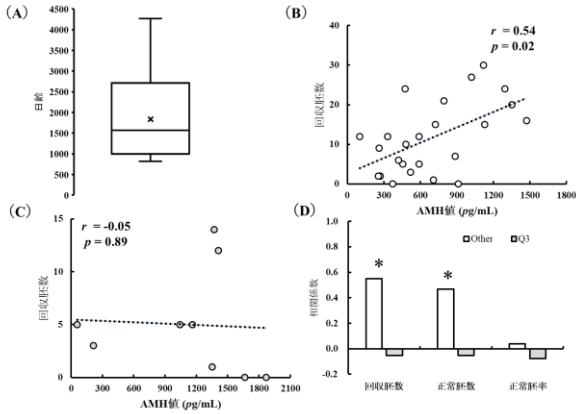 (A)
4500
4000
3500
3000
2500
2000
1500
1000
500
0
日齢
(B)
r = 0.54
p = 0.02
40
30
20
10
0
回収胚数
0 300 600 900 1200 1500 1800
AMH値 (pg/mL)
(C)
r = -0.05
p = 0.89
15
10
5
0
回収胚数
0 300 600 900 1200 1500 1800 2100
AMH値 (pg/mL)
(D)
1.0
0.8
0.6
0.4
0.2
0.0
-0.2
相関係数
Other Q3
* *
回収胚数 正常胚数 正常胚率